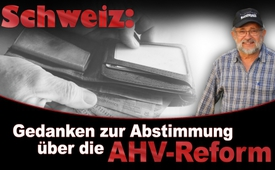 Schweiz:
Gedanken zur Abstimmung
über die AHV-Reform